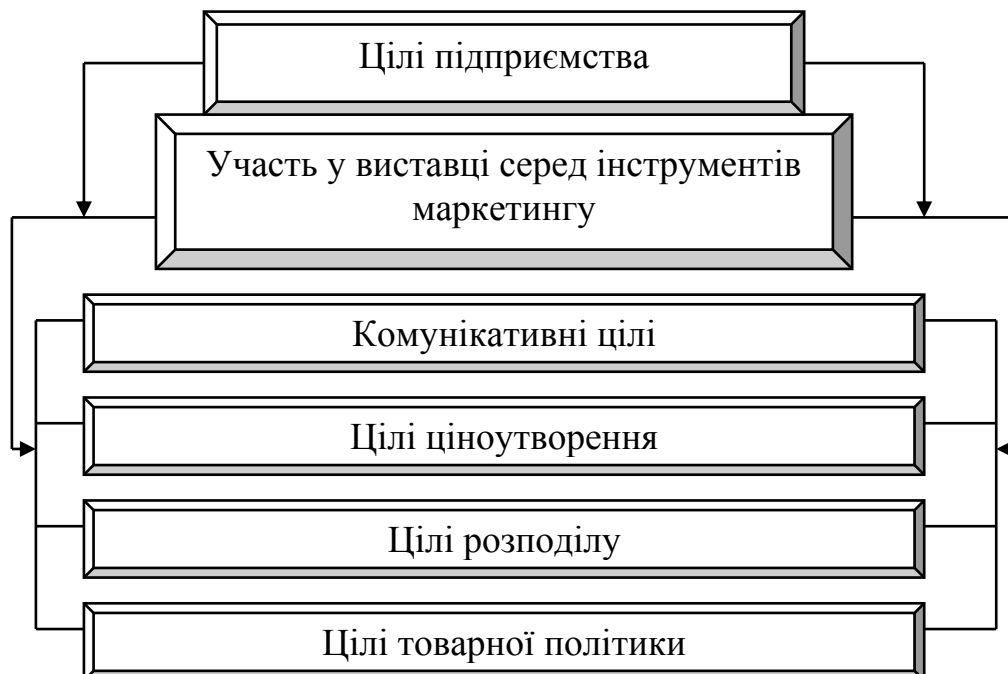 Цілі підприємства
Участь у виставці серед інструментів
маркетингу
Комунікативні цілі
Цілі ціноутворення
Цілі розподілу
Цілі товарної політики